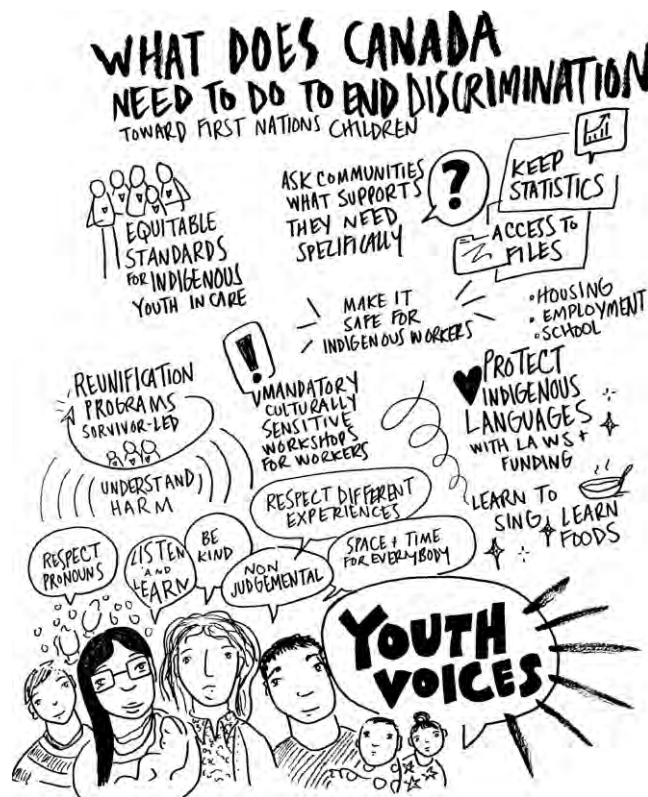 WHAT DOES CANADA
NEED TO DO TO END DISCRIMINATION
TOWARD FIRST NATIONS CHILDREN
EQUITABLE
STANDARDS
FOR INDIGENOUS
YOUTH IN CARE
ASK COMMUNITIES
WHAT SUPPORTS
THEY NEED
SPECIFICALLY
?
KEEP
STATISTICS
ACCESS TO
FILES
MAKE IT
SAFE FOR
INDIGENOUS WORKERS
• HOUSING
• EMPLOYMENT
• SCHOOL
REUNIFICATION
PROGRAMS
SURVIVOR-LED
UNDERSTAND
HARM
!
MANDATORY
CULTURALLY
SENSITIVE
WORKSHOPS
FOR WORKERS
PROTECT
INDIGENOUS
LANGUAGES
WITH LAWS +
FUNDING
LEARN TO
SING
LEARN
FOODS
RESPECT DIFFERENT
EXPERIENCES
RESPECT
PRONOUNS
LISTEN
AND
LEARN
BE
KIND
NON
JUDGEMENTAL
SPACE + TIME
FOR EVERYBODY
YOUTH
VOICES